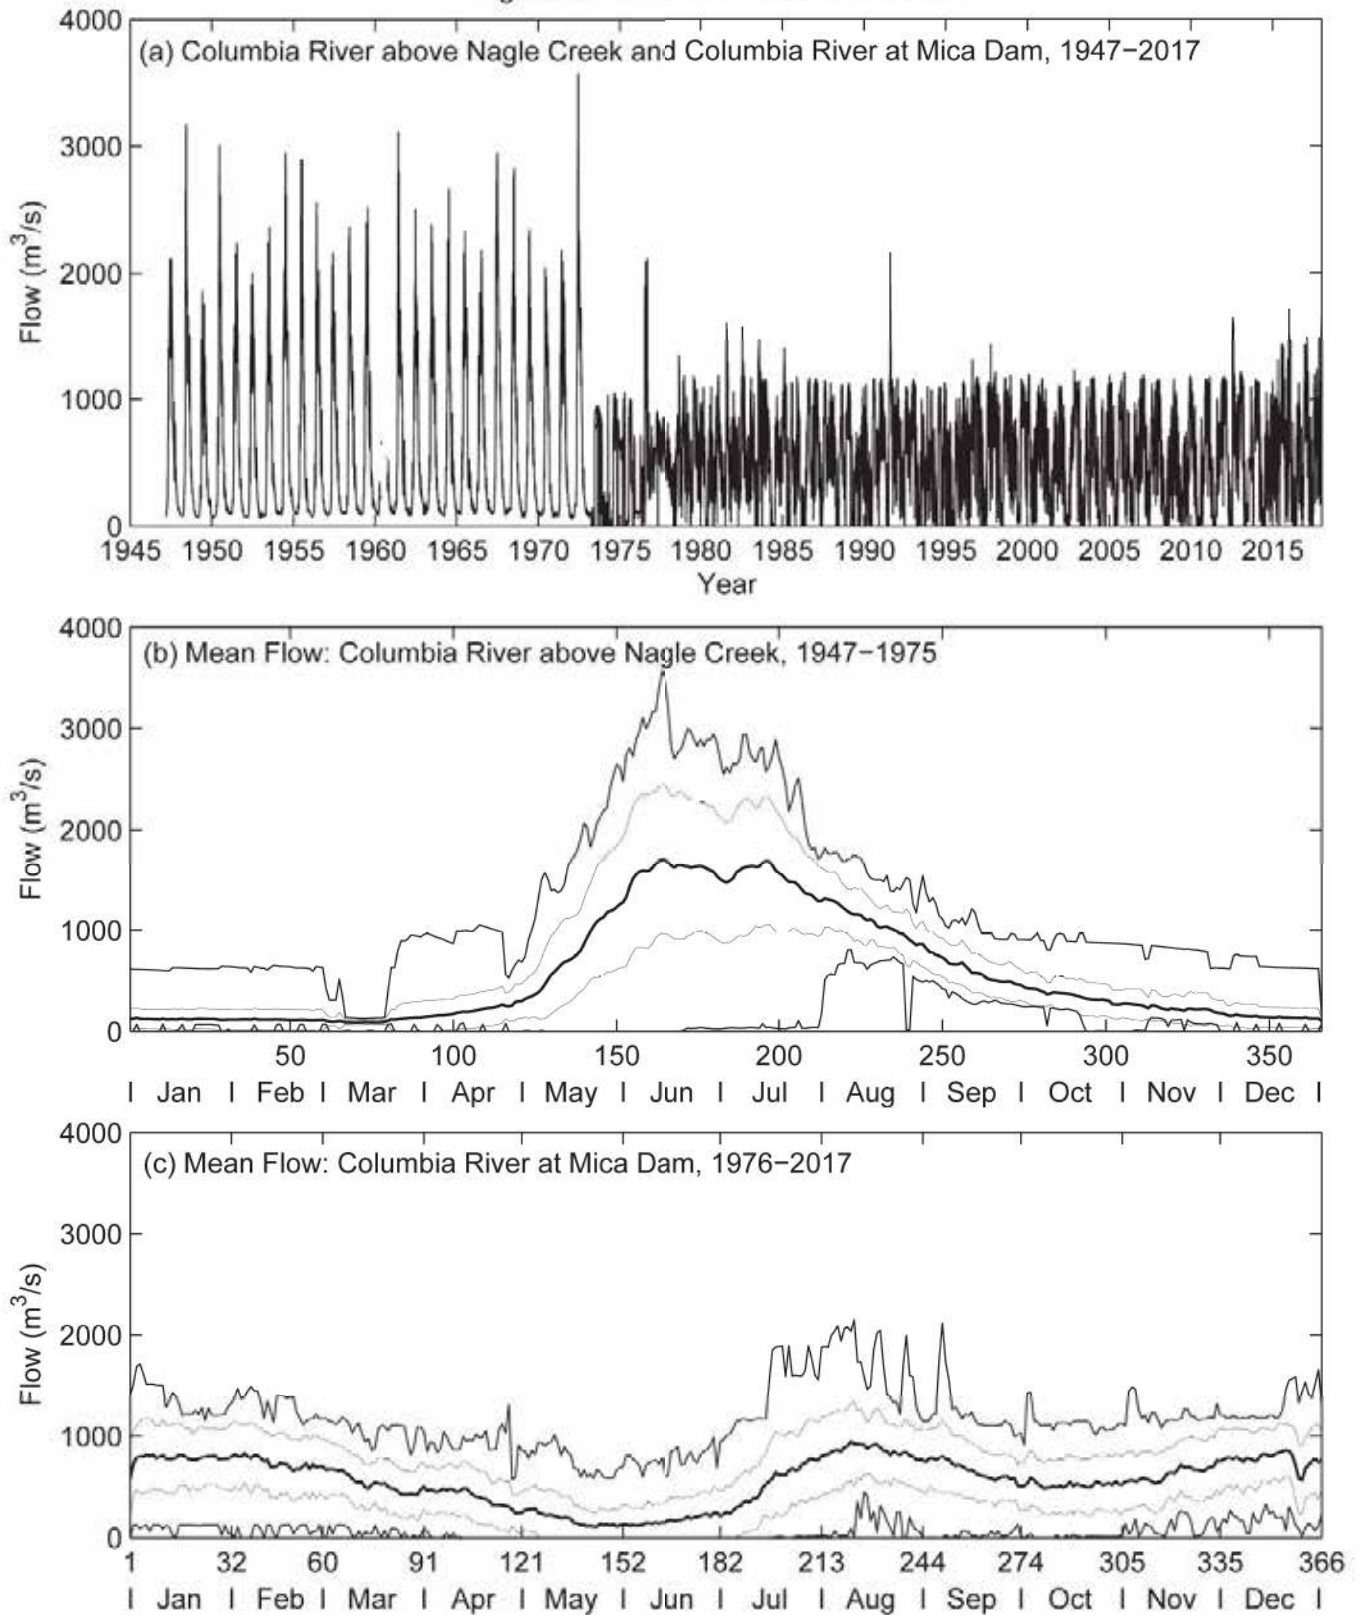 4000
(a) Columbia River above Nagle Creek and Columbia River at Mica Dam, 1947−2017
3000
2000
1000
0
Flow (m³/s)
1945 1950 1955 1960 1965 1970 1975 1980 1985 1990 1995 2000 2005 2010 2015
Year
4000
(b) Mean Flow: Columbia River above Nagle Creek, 1947−1975
3000
2000
1000
0
Flow (m³/s)
50 100 150 200 250 300 350
I Jan I Feb I Mar I Apr I May I Jun I Jul I Aug I Sep I Oct I Nov I Dec I
4000
(c) Mean Flow: Columbia River at Mica Dam, 1976−2017
3000
2000
1000
0
Flow (m³/s)
1 32 60 91 121 152 182 213 244 274 305 335 366
I Jan I Feb I Mar I Apr I May I Jun I Jul I Aug I Sep I Oct I Nov I Dec I